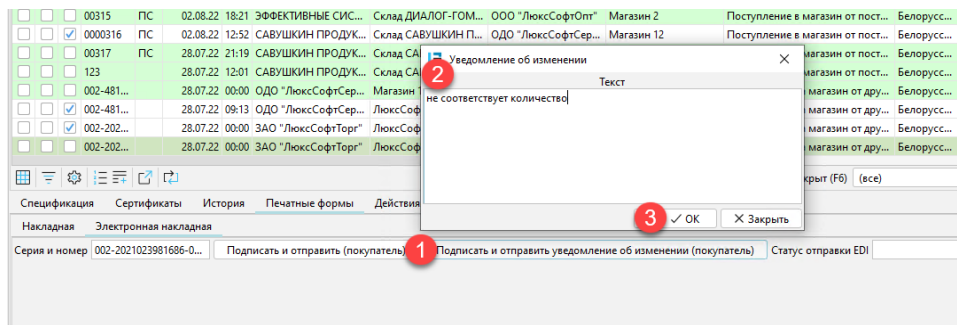 00315 ПС 02.08.22 18:21 ЭФФЕКТИВНЫЕ СИС... Склад ДИАЛОГ-ГОМ... ООО "ЛюксСофтОпт" Магазин 2 Поступление в магазин от пост... Белорусс...
0000316 ПС 02.08.22 12:52 САВУШКИН ПРОДУК... Склад САВУШКИН П... ОДО "ЛюксСофтСер... Магазин 12 Поступление в магазин от пост... Белорусс...
00317 ПС 28.07.22 21:19 САВУШКИН ПРОДУК... Склад СА магазин от пост... Белорусс...
123 28.07.22 12:01 САВУШКИН ПРОДУК... Склад СА магазин от пост... Белорусс...
002-481... 28.07.22 00:00 ОДО "ЛюксСофтСер... Магазин магазин от дру... Белорусс...
002-481... 28.07.22 09:13 ОДО "ЛюксСофтСер... ЛюксСоф магазин от дру... Белорусс...
002-202... 28.07.22 00:00 ЗАО "ЛюксСофтТорг" ЛюксСоф магазин от дру... Белорусс...
002-202... 28.07.22 00:00 ЗАО "ЛюксСофтТорг" ЛюксСоф магазин от дру... Белорусс...
Уведомление об изменении
2
Текст
не соответствует количество
3 OK Закрыть
крыт (F6) (все)
Спецификация Сертификаты История Печатные формы Действия
Накладная Электронная накладная
Серия и номер 002-2021023981686-0... Подписать и отправить (покупатель) 1 Подписать и отправить уведомление об изменении (покупатель) Статус отправки EDI